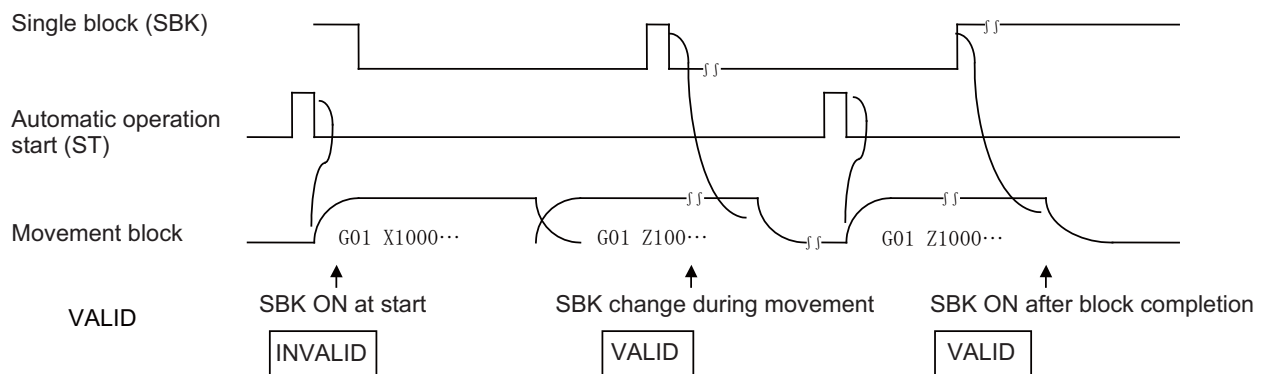 Single block (SBK)
Automatic operation
start (ST)
Movement block
G01 X1000⋯
G01 Z100⋯
G01 Z1000⋯
SBK ON at start
SBK change during movement
SBK ON after block completion
VALID
INVALID
VALID
VALID